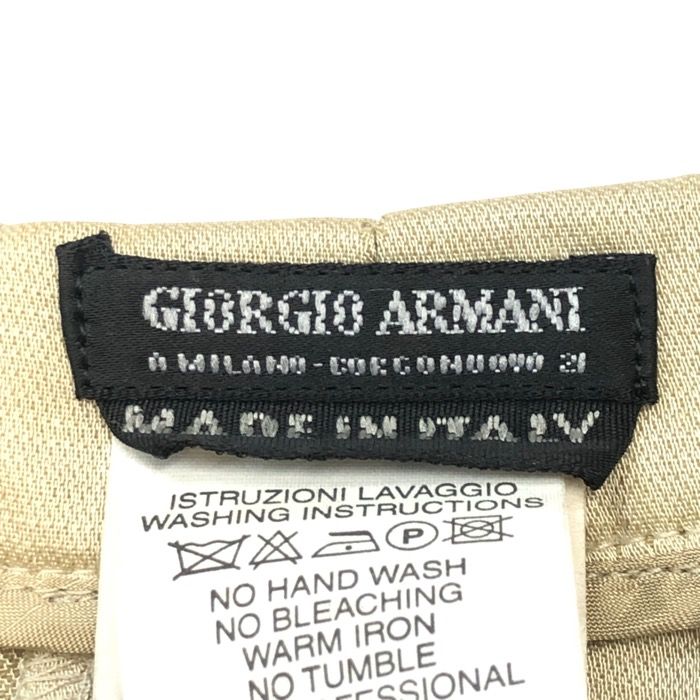 GIORGIO ARMANI
A MILANO - BORGONUOVO 21
MADE IN ITALY
ISTRUZIONI LAVAGGIO
WASHING INSTRUCTIONS
P
NO HAND WASH
NO BLEACHING
WARM IRON
NO TUMBLE